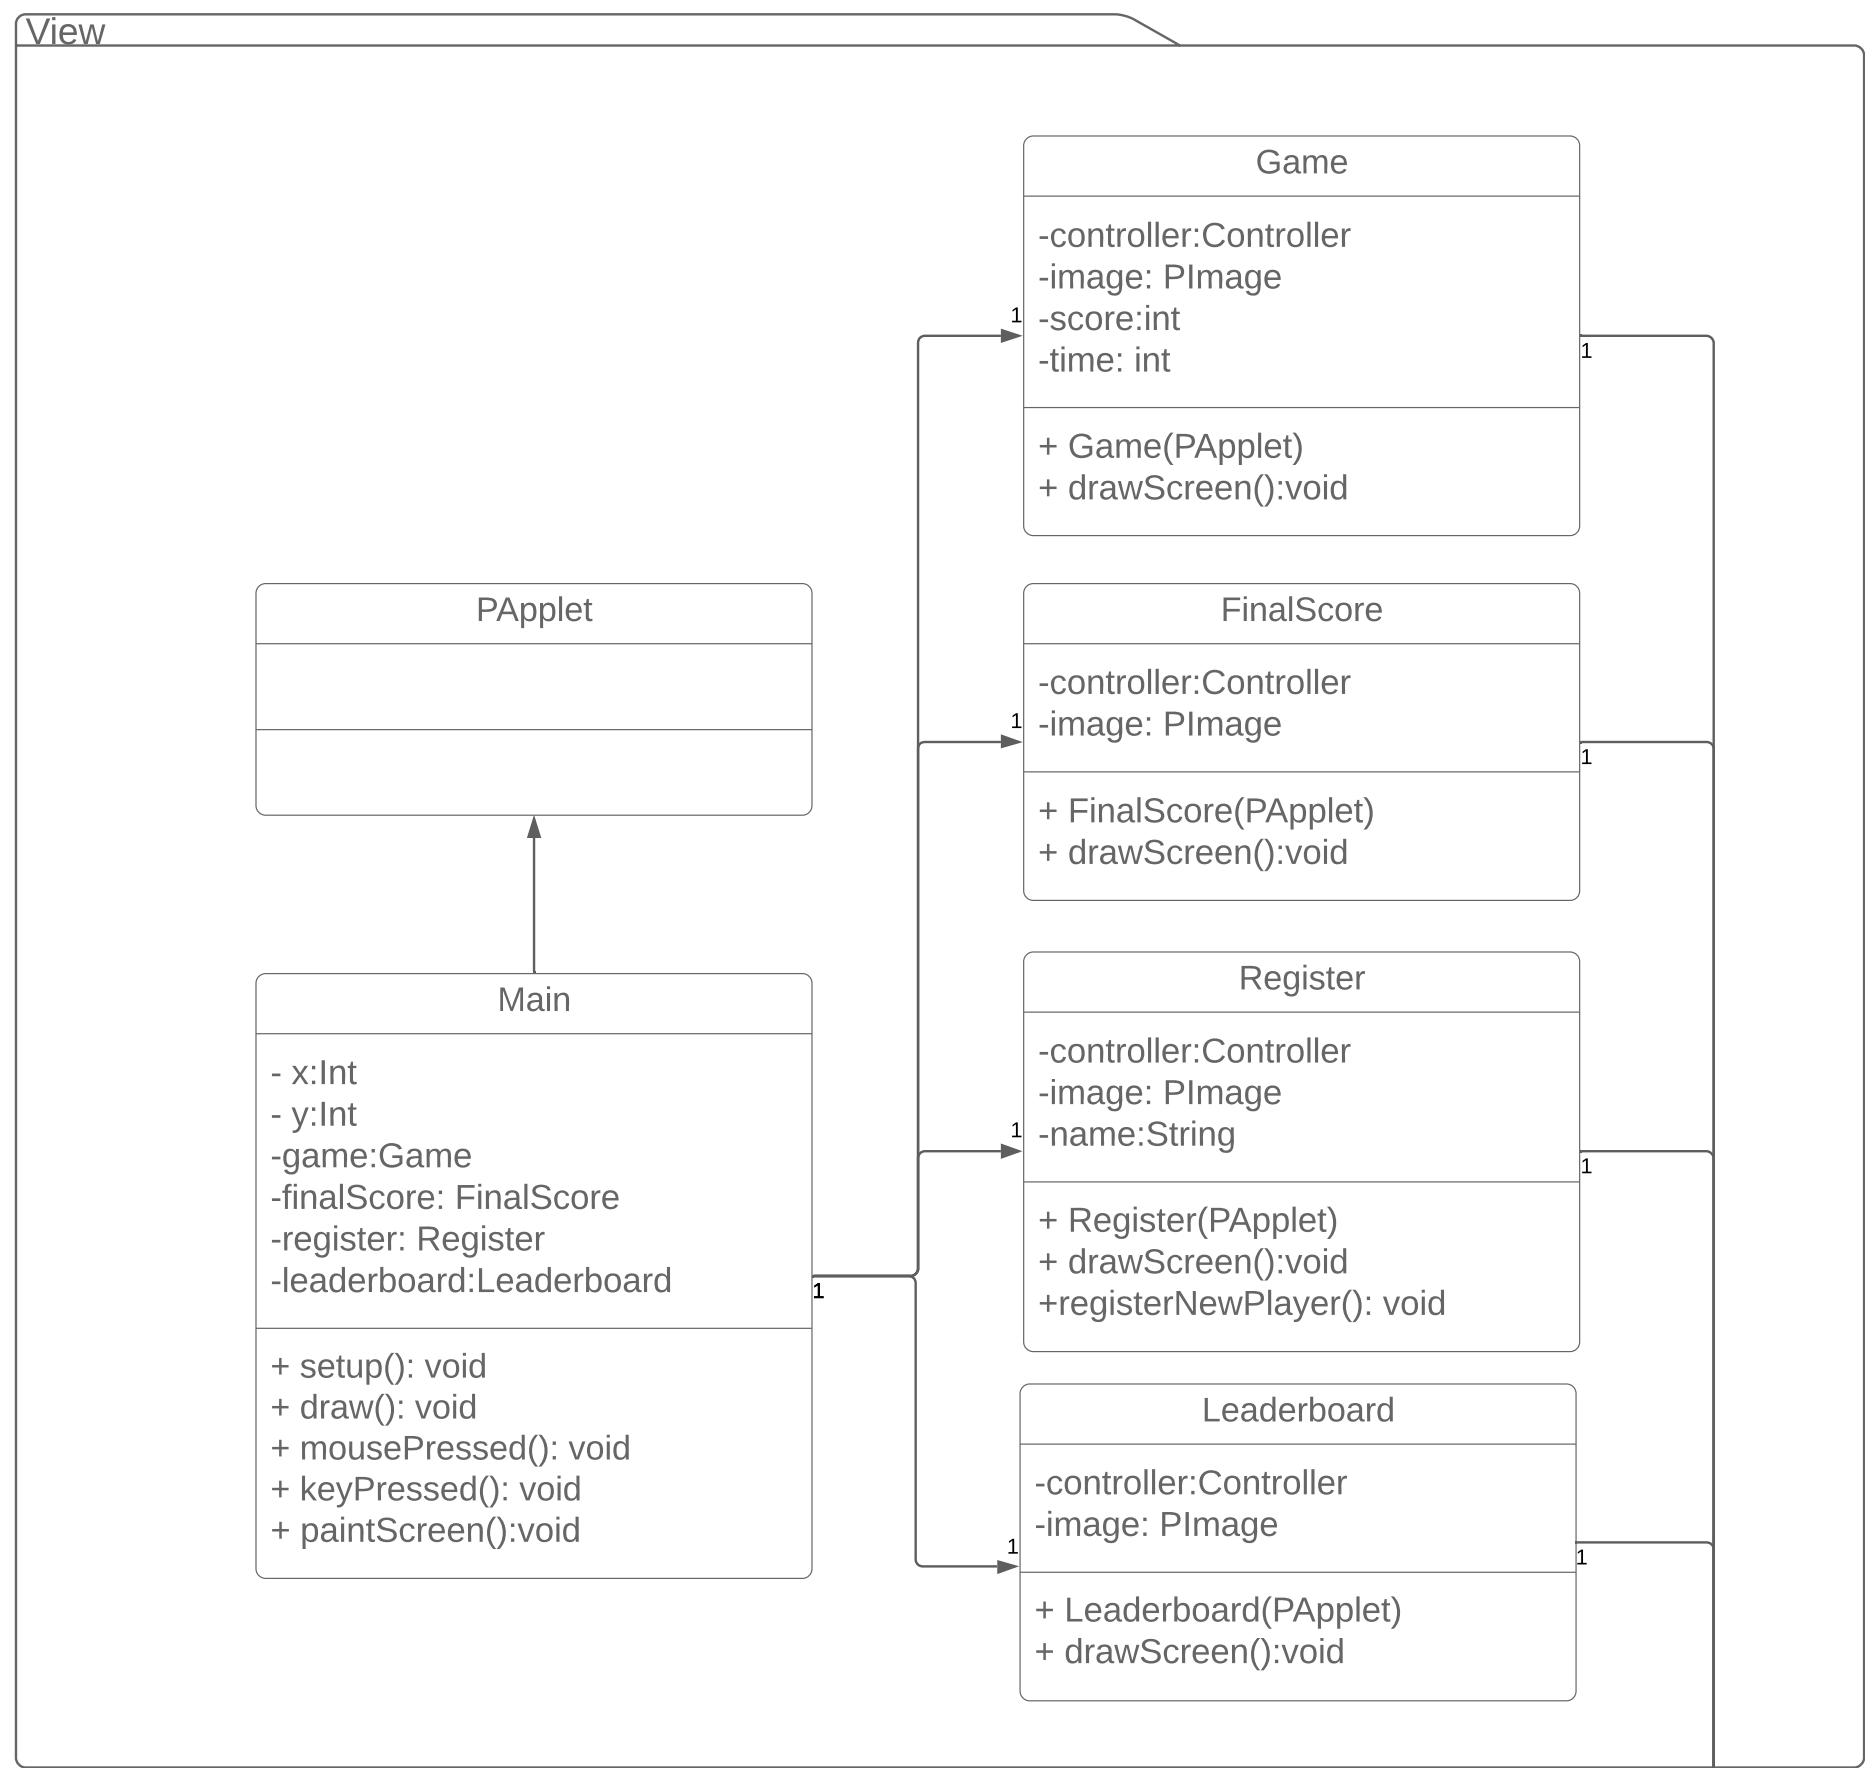 View
Game
-controller:Controller
-image: PImage
-score:int
-time: int
+ Game(PApplet)
+ drawScreen():void
1
1
PApplet
FinalScore
-controller:Controller
-image: PImage
+ FinalScore(PApplet)
+ drawScreen():void
1
1
Main
- x:Int
- y:Int
-game:Game
-finalScore: FinalScore
-register: Register
-leaderboard:Leaderboard
+ setup(): void
+ draw(): void
+ mousePressed(): void
+ keyPressed(): void
+ paintScreen():void
1
Register
-controller:Controller
-image: PImage
-name:String
+ Register(PApplet)
+ drawScreen():void
+registerNewPlayer(): void
1
1
Leaderboard
-controller:Controller
-image: PImage
+ Leaderboard(PApplet)
+ drawScreen():void
1
1